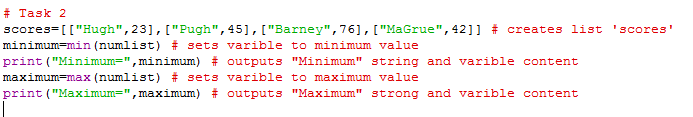 # Task 2
scores=[["Hugh",23],["Pugh",45],["Barney",76],["MaGrue",42]] # creates list 'scores'
minimum=min(numlist) # sets varible to minimum value
print("Minimum=",minimum) # outputs "Minimum" string and varible content
maximum=max(numlist) # sets varible to maximum value
print("Maximum=",maximum) # outputs "Maximum" strong and varible content